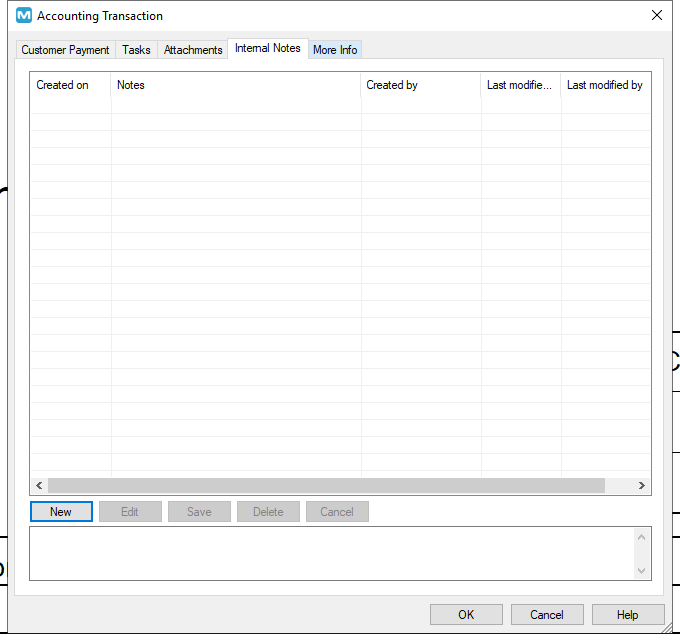 Accounting Transaction
Customer Payment Tasks Attachments Internal Notes More Info
Created on Notes Created by Last modifie... Last modified by
New Edit Save Delete Cancel
OK Cancel Help